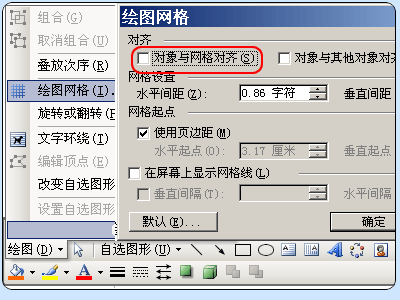 组合(G)
取消组合(U)
叠放次序(R)
绘图网格(I)..
旋转或翻转(P)
文字环绕(T)
编辑顶点(E)
改变自选图形
设置自选图形
绘图网格
对齐
对象与网格对齐(S)
对象与其他对象对齐
网格设置
水平间距(Z):
0.86 字符
垂直间距
网格起点
使用页边距(M)
水平起点(O):
3.17 厘米
垂直起点
在屏幕上显示网格线(L)
垂直间隔(T):
水平间隔
默认(E)...
确定
绘图(D)
自选图形(U)
A
A